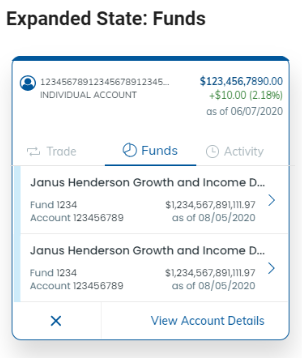 Expanded State: Funds
12345678912345678912345... $123,456,7890.00
INDIVIDUAL ACCOUNT +$10.00 (2.18%)
as of 06/07/2020
Trade Funds Activity
Janus Henderson Growth and Income D...
Fund 1234 $1,234,567,891,111.97
Account 123456789 as of 08/05/2020
Janus Henderson Growth and Income D...
Fund 1234 $1,234,567,891,111.97
Account 123456789 as of 08/05/2020
View Account Details